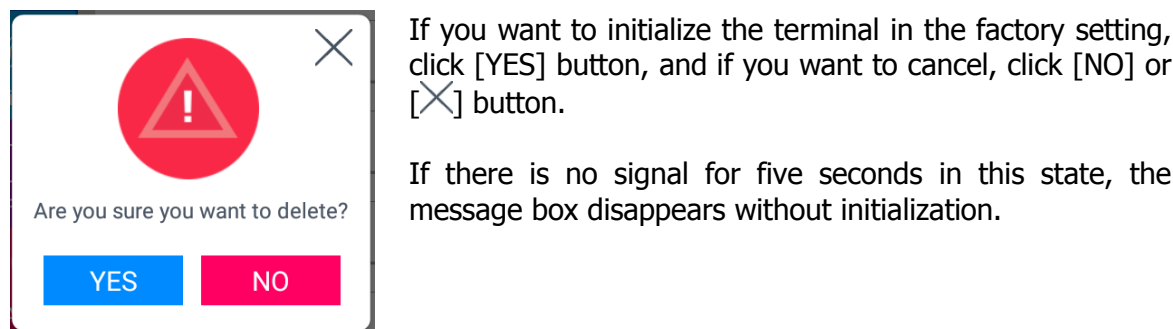 !
Are you sure you want to delete?
YES
NO
If you want to initialize the terminal in the factory setting,
click [YES] button, and if you want to cancel, click [NO] or
[╳] button.
If there is no signal for five seconds in this state, the
message box disappears without initialization.